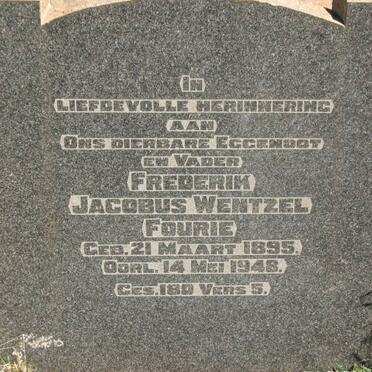 In
Liefdevolle Herinnering
aan
Ons Dierbare Eggenoot
en Vader
Frederik
Jacobus Wentzel
Fourie
Geb. 21 Maart 1895.
Oorl. 14 Mei 1948.
Ges. 180 Vers 5.